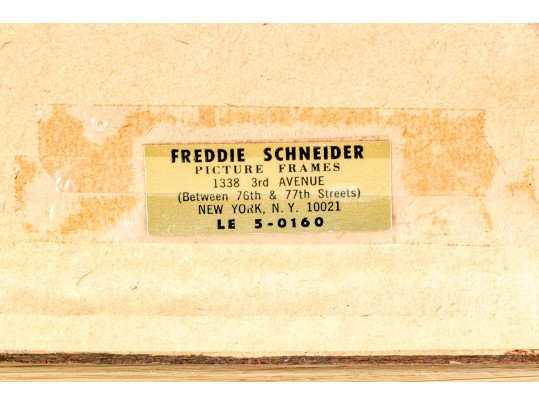 FREDDIE SCHNEIDER
PICTURE FRAMES
1338 3rd AVENUE
(Between 76th & 77th Streets)
NEW YORK, N. Y. 10021
LE 5-0160